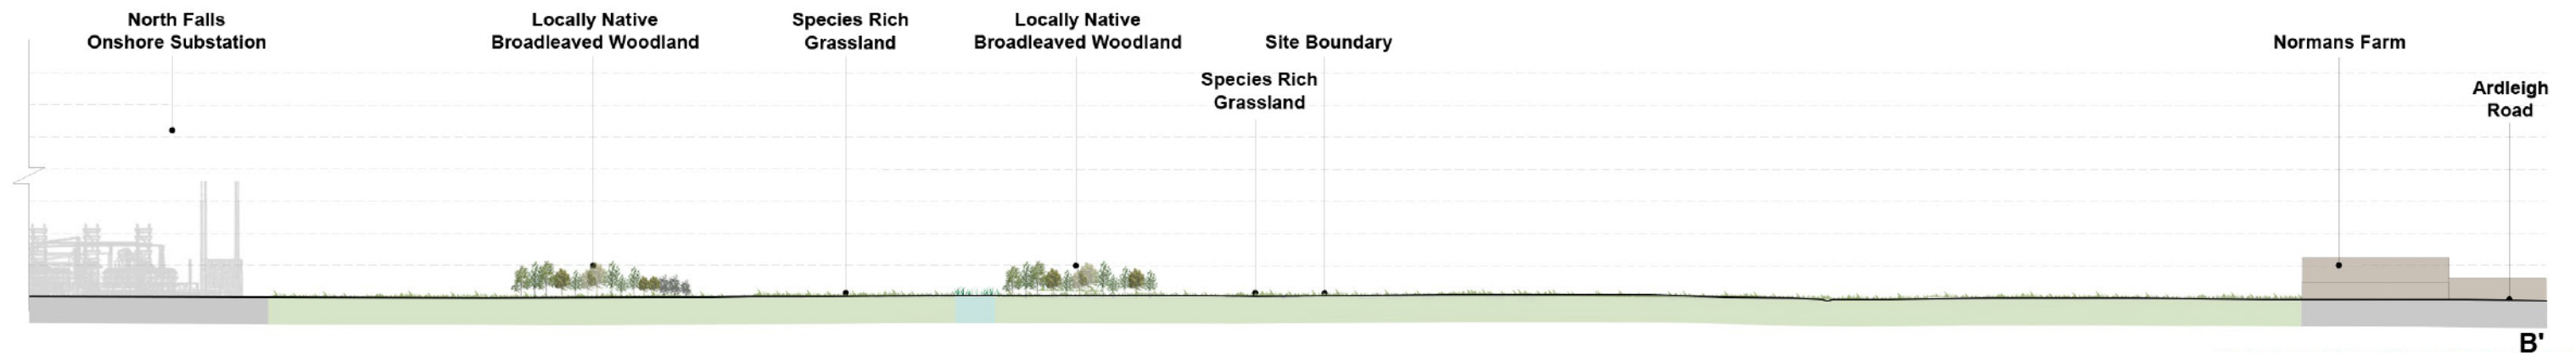 North Falls
Onshore Substation
Locally Native
Broadleaved Woodland
Species Rich
Grassland
Locally Native
Broadleaved Woodland
Species Rich
Grassland
Site Boundary
Normans Farm
Ardleigh
Road
B'